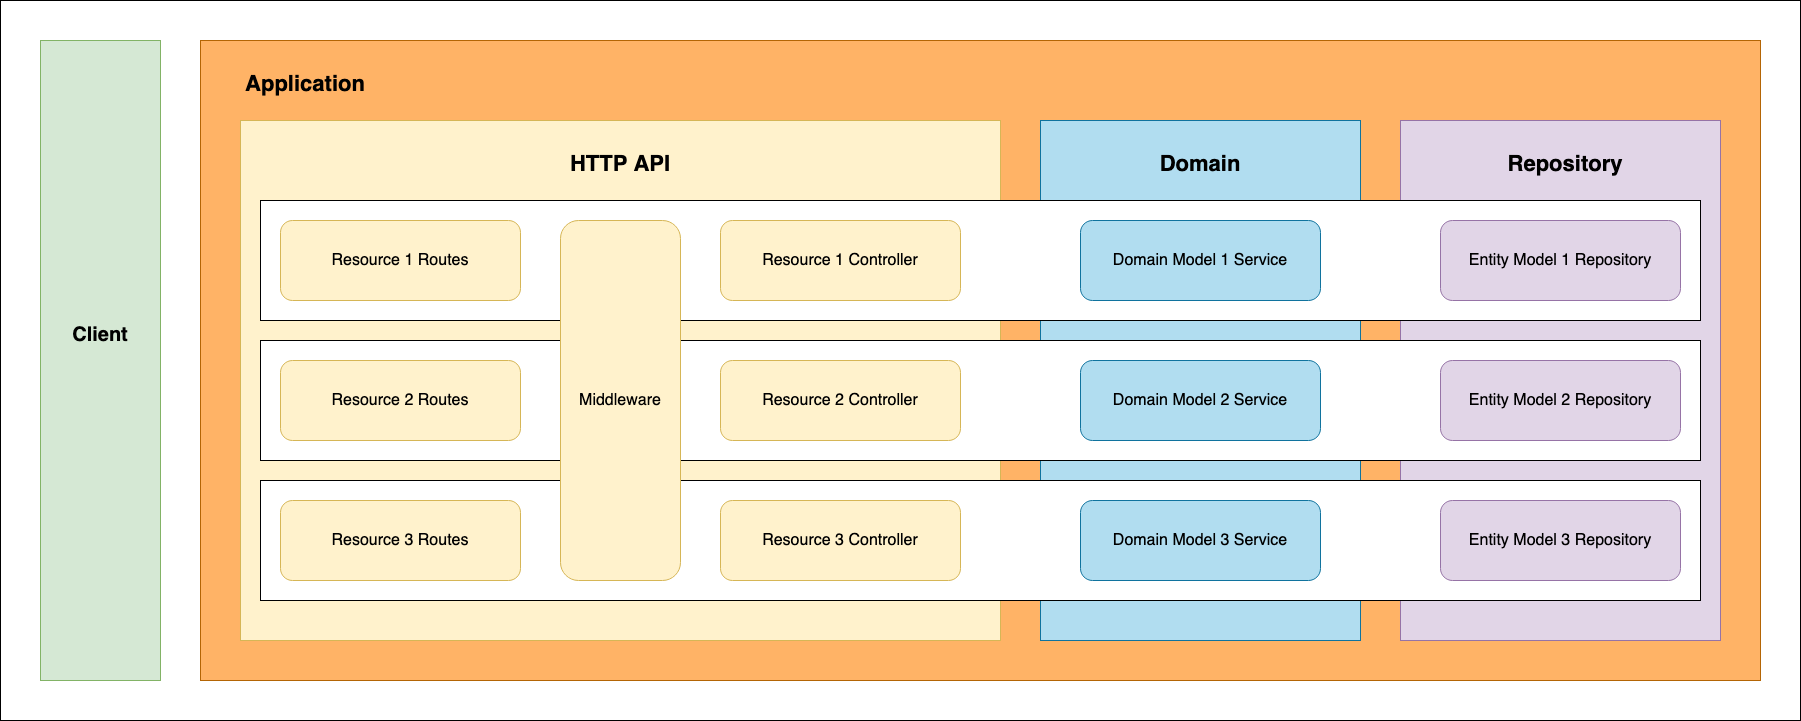 Client
Application
HTTP API
Domain
Repository
Resource 1 Routes
Resource 1 Controller
Domain Model 1 Service
Entity Model 1 Repository
Resource 2 Routes
Middleware
Resource 2 Controller
Domain Model 2 Service
Entity Model 2 Repository
Resource 3 Routes
Resource 3 Controller
Domain Model 3 Service
Entity Model 3 Repository